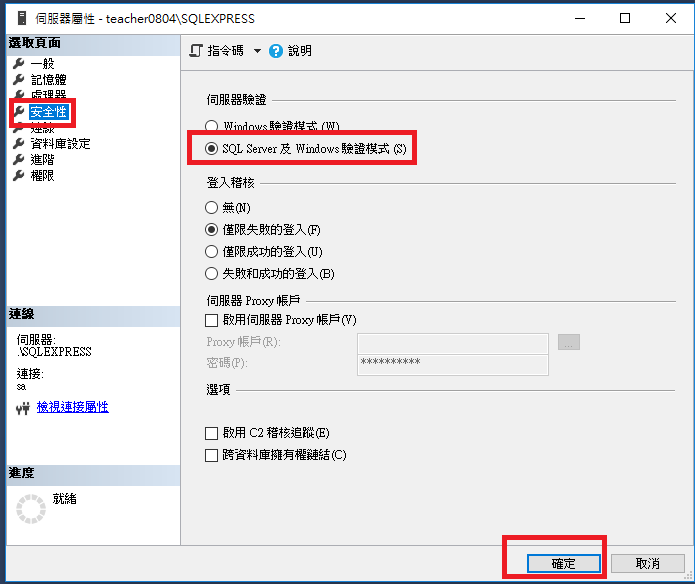 伺服器屬性 - teacher0804\SQLEXPRESS
選取頁面
一般
記憶體
處理器
安全性
連線
資料庫設定
進階
權限
連線
伺服器:
.\SQLEXPRESS
連接:
sa
檢視連接屬性
進度
就緒
指令碼
說明
伺服器驗證
Windows 驗證模式 (W)
SQL Server 及 Windows 驗證模式 (S)
登入稽核
無(N)
僅限失敗的登入(F)
僅限成功的登入(U)
失敗和成功的登入(B)
伺服器 Proxy 帳戶
啟用伺服器 Proxy 帳戶(V)
Proxy 帳戶(R):
...
密碼(P):
**********
選項
啟用 C2 稽核追蹤(E)
跨資料庫擁有權鏈結(C)
確定
取消